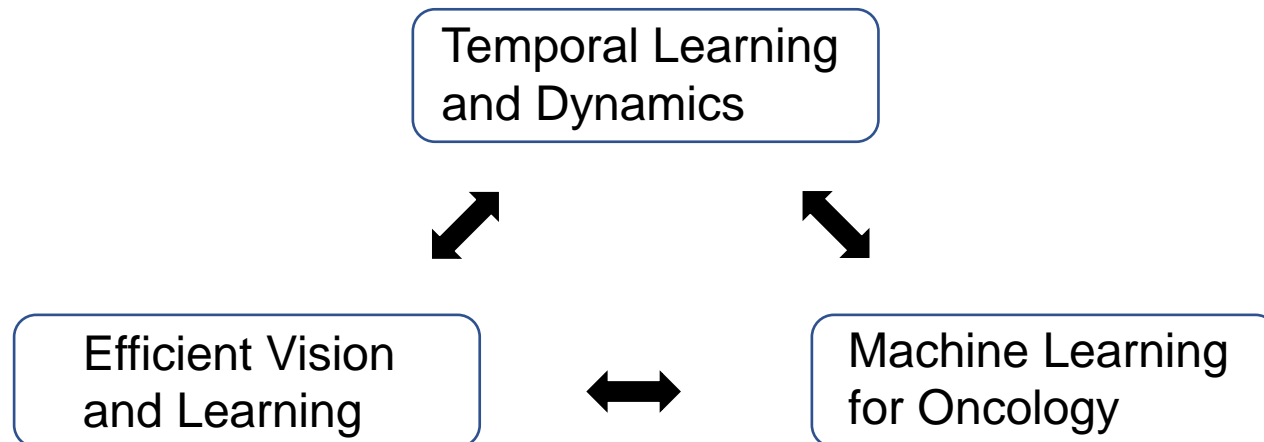 Temporal Learning
and Dynamics
Efficient Vision
and Learning
Machine Learning
for Oncology